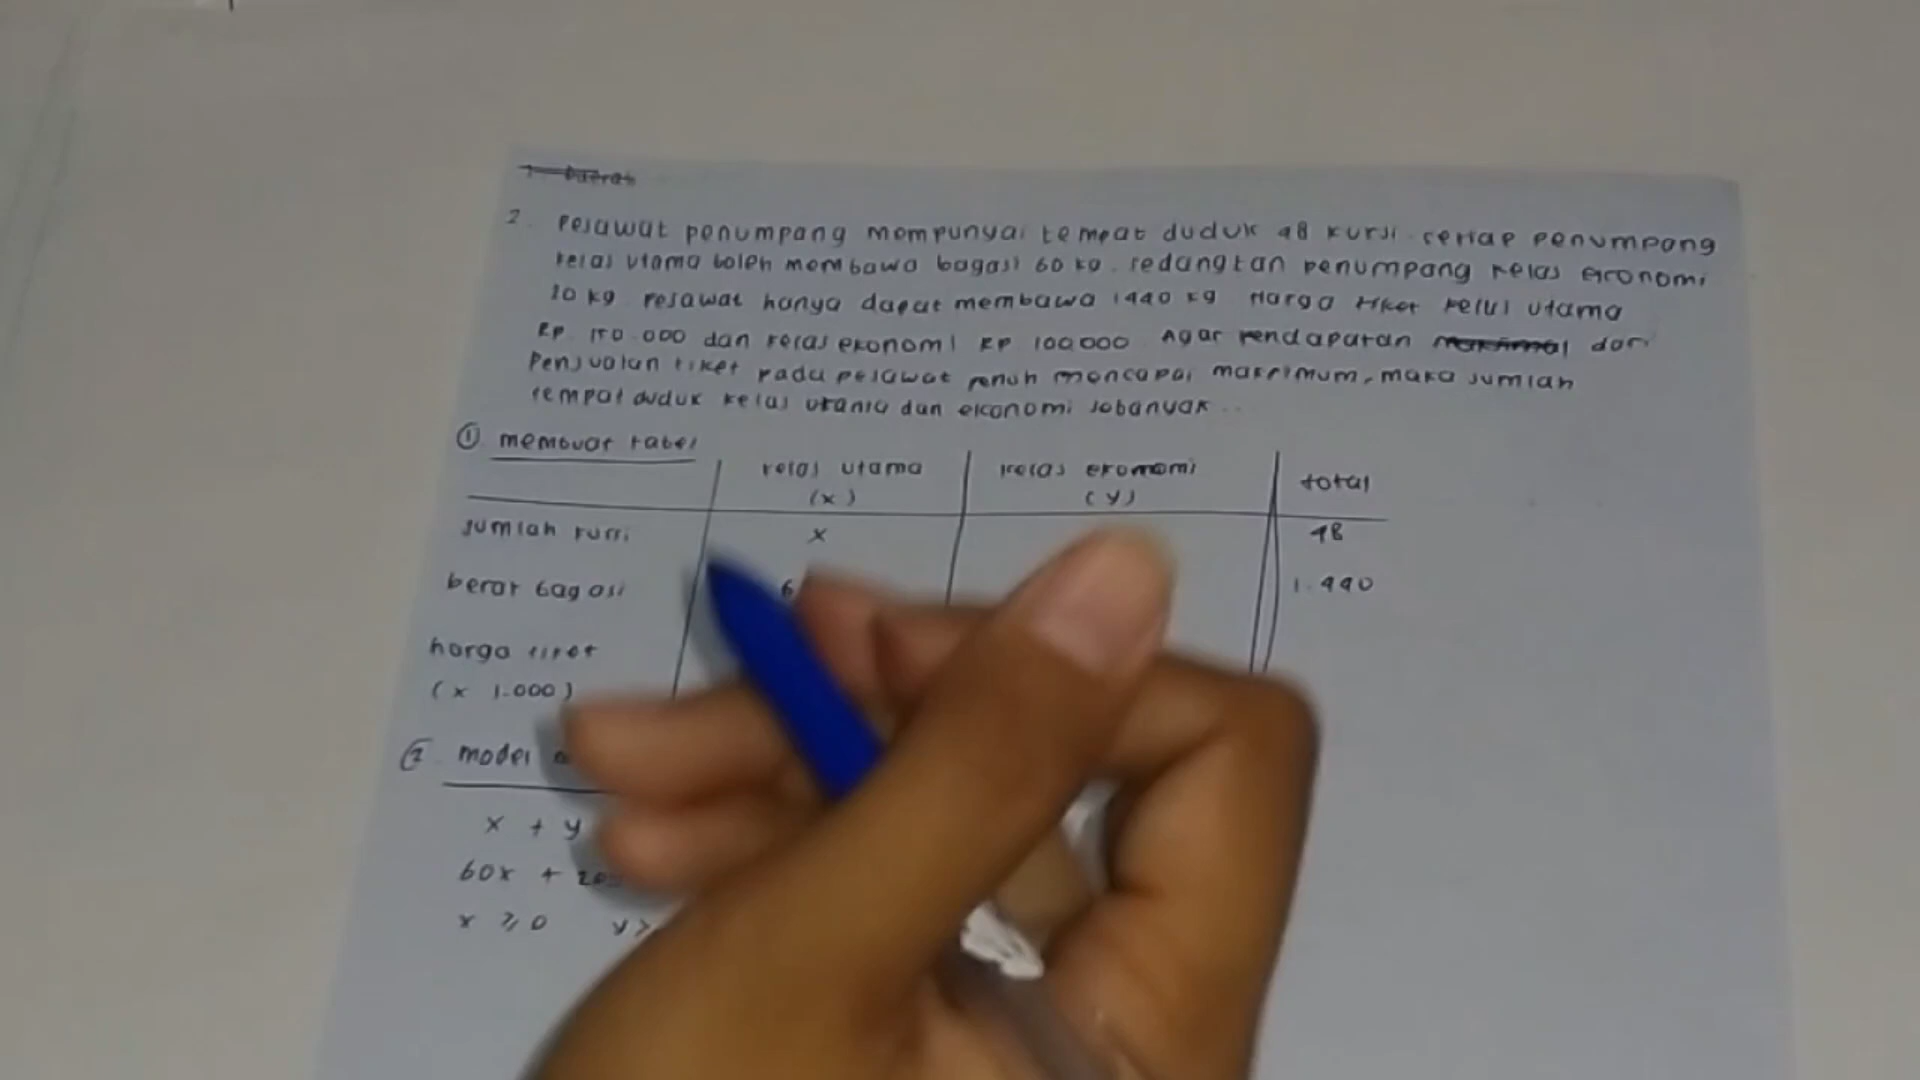 2. Pesawat penumpang mempunyai tempat duduk 48 kursi. setiap penumpang
kelas utama boleh membawa bagasi 60 kg. sedangkan penumpang kelas ekonomi
20 kg. pesawat hanya dapat membawa 1440 kg. Harga tiket kelas utama
Rp. 150.000 dan kelas ekonomi Rp. 100.000. Agar pendapatan dari
Penjualan tiket pada pesawat penuh mencapai maksimum, maka jumlah
tempat duduk kelas utama dan ekonomi sebanyak ..
① membuat tabel
kelas utama (x) kelas ekonomi (y) total
jumlah kursi x 48
berat bagasi 6 1.440
harga tiket
(x 1.000)
② model
x + y
60x + 20
x ≥ 0 y ≥